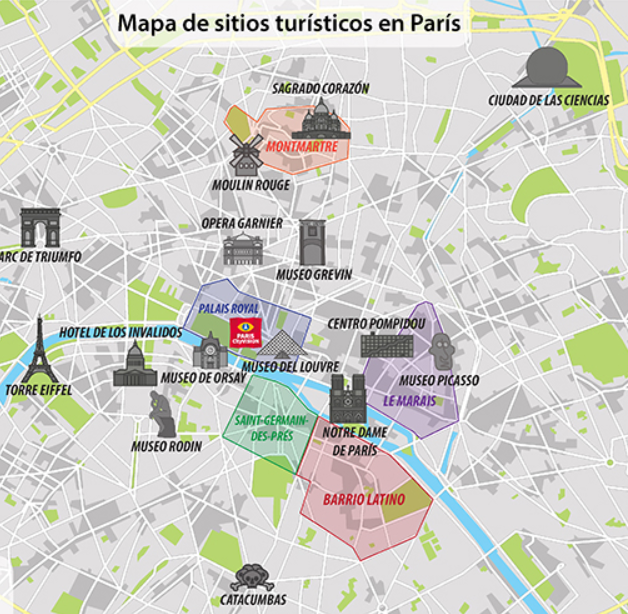 Mapa de sitios turísticos en París
SAGRADO CORAZÓN
CIUDAD DE LAS CIENCIAS
MONTMARTRE
MOULIN ROUGE
OPERA GARNIER
ARC DE TRIUMFO
MUSEO GREVIN
PALAIS ROYAL
CENTRO POMPIDOU
HOTEL DE LOS INVALIDOS
PARIS
CityVISION
MUSEO DEL LOUVRE
MUSEO DE ORSAY
MUSEO PICASSO
TORRE EIFFEL
LE MARAIS
SAINT-GERMAIN-
DES-PRÉS
NOTRE DAME
DE PARÍS
MUSEO RODIN
BARRIO LATINO
CATACUMBAS